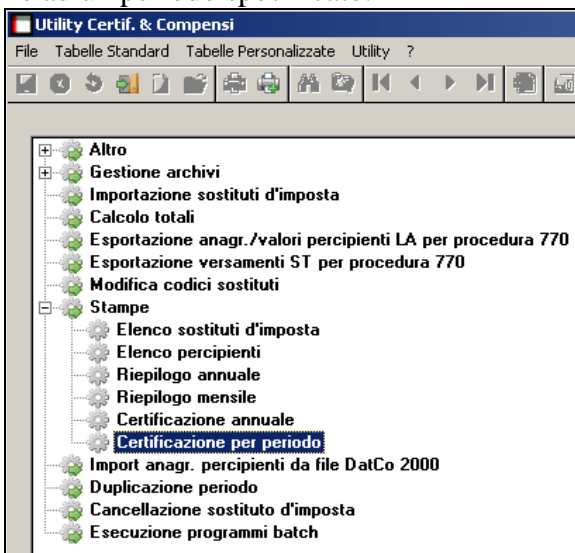 Utility Certif. & Compensi
File Tabelle Standard Tabelle Personalizzate Utility ?
Altro
Gestione archivi
Importazione sostituti d'imposta
Calcolo totali
Esportazione anagr./valori percipienti LA per procedura 770
Esportazione versamenti ST per procedura 770
Modifica codici sostituti
Stampe
Elenco sostituti d'imposta
Elenco percipienti
Riepilogo annuale
Riepilogo mensile
Certificazione annuale
Certificazione per periodo
Import anagr. percipienti da file DatCo 2000
Duplicazione periodo
Cancellazione sostituto d'imposta
Esecuzione programmi batch